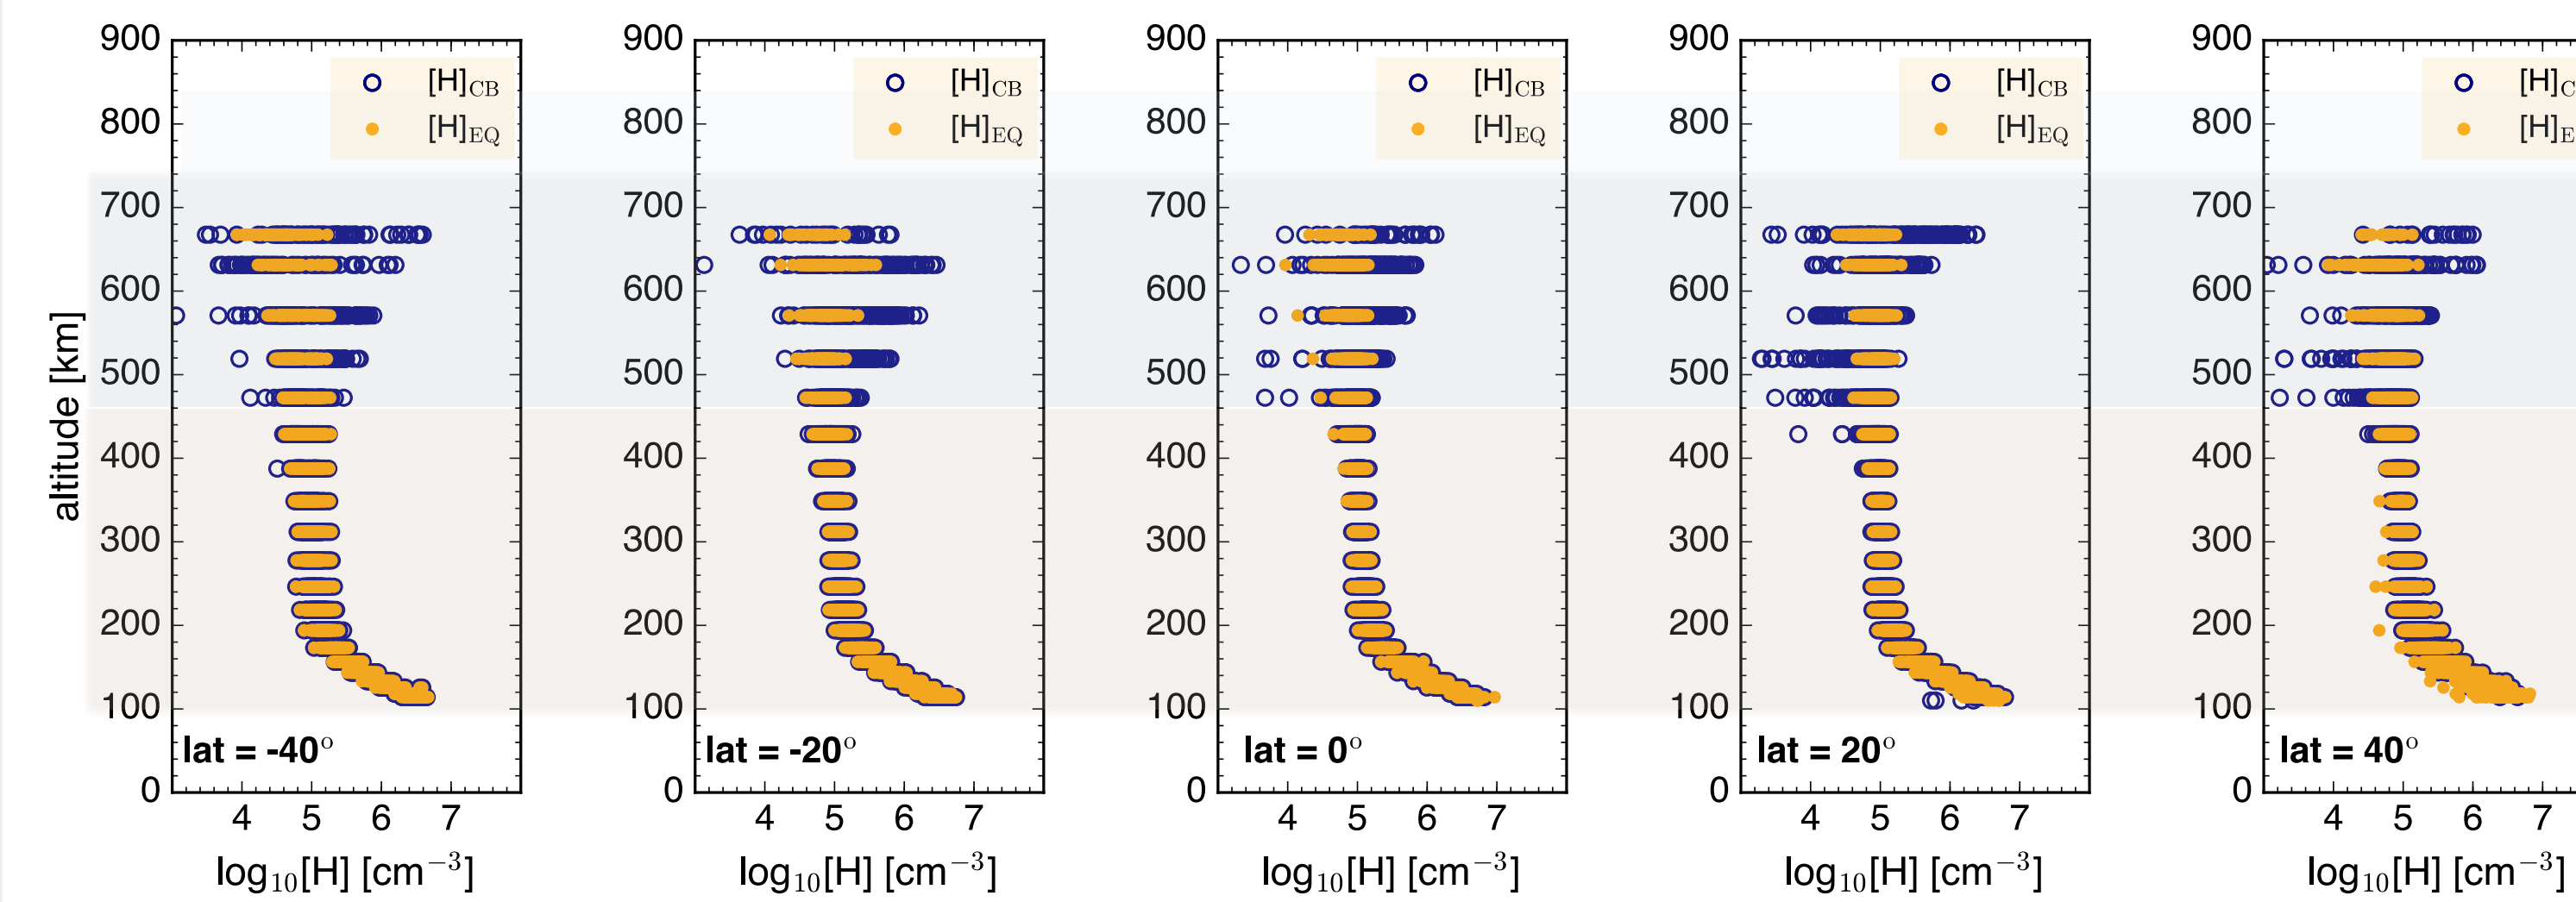 900 900 900 900 900
[H]CB [H]CB [H]CB [H]CB [H]C
800 800 800 800 800
[H]EQ [H]EQ [H]EQ [H]EQ [H]E
700 700 700 700 700
600 600 600 600 600
altitude [km]
500 500 500 500 500
400 400 400 400 400
300 300 300 300 300
200 200 200 200 200
100 100 100 100 100
lat = -40° lat = -20° lat = 0° lat = 20° lat = 40°
0 0 0 0 0
4 5 6 7 4 5 6 7 4 5 6 7 4 5 6 7 4 5 6 7
log10[H] [cm−3] log10[H] [cm−3] log10[H] [cm−3] log10[H] [cm−3] log10[H] [cm−3]